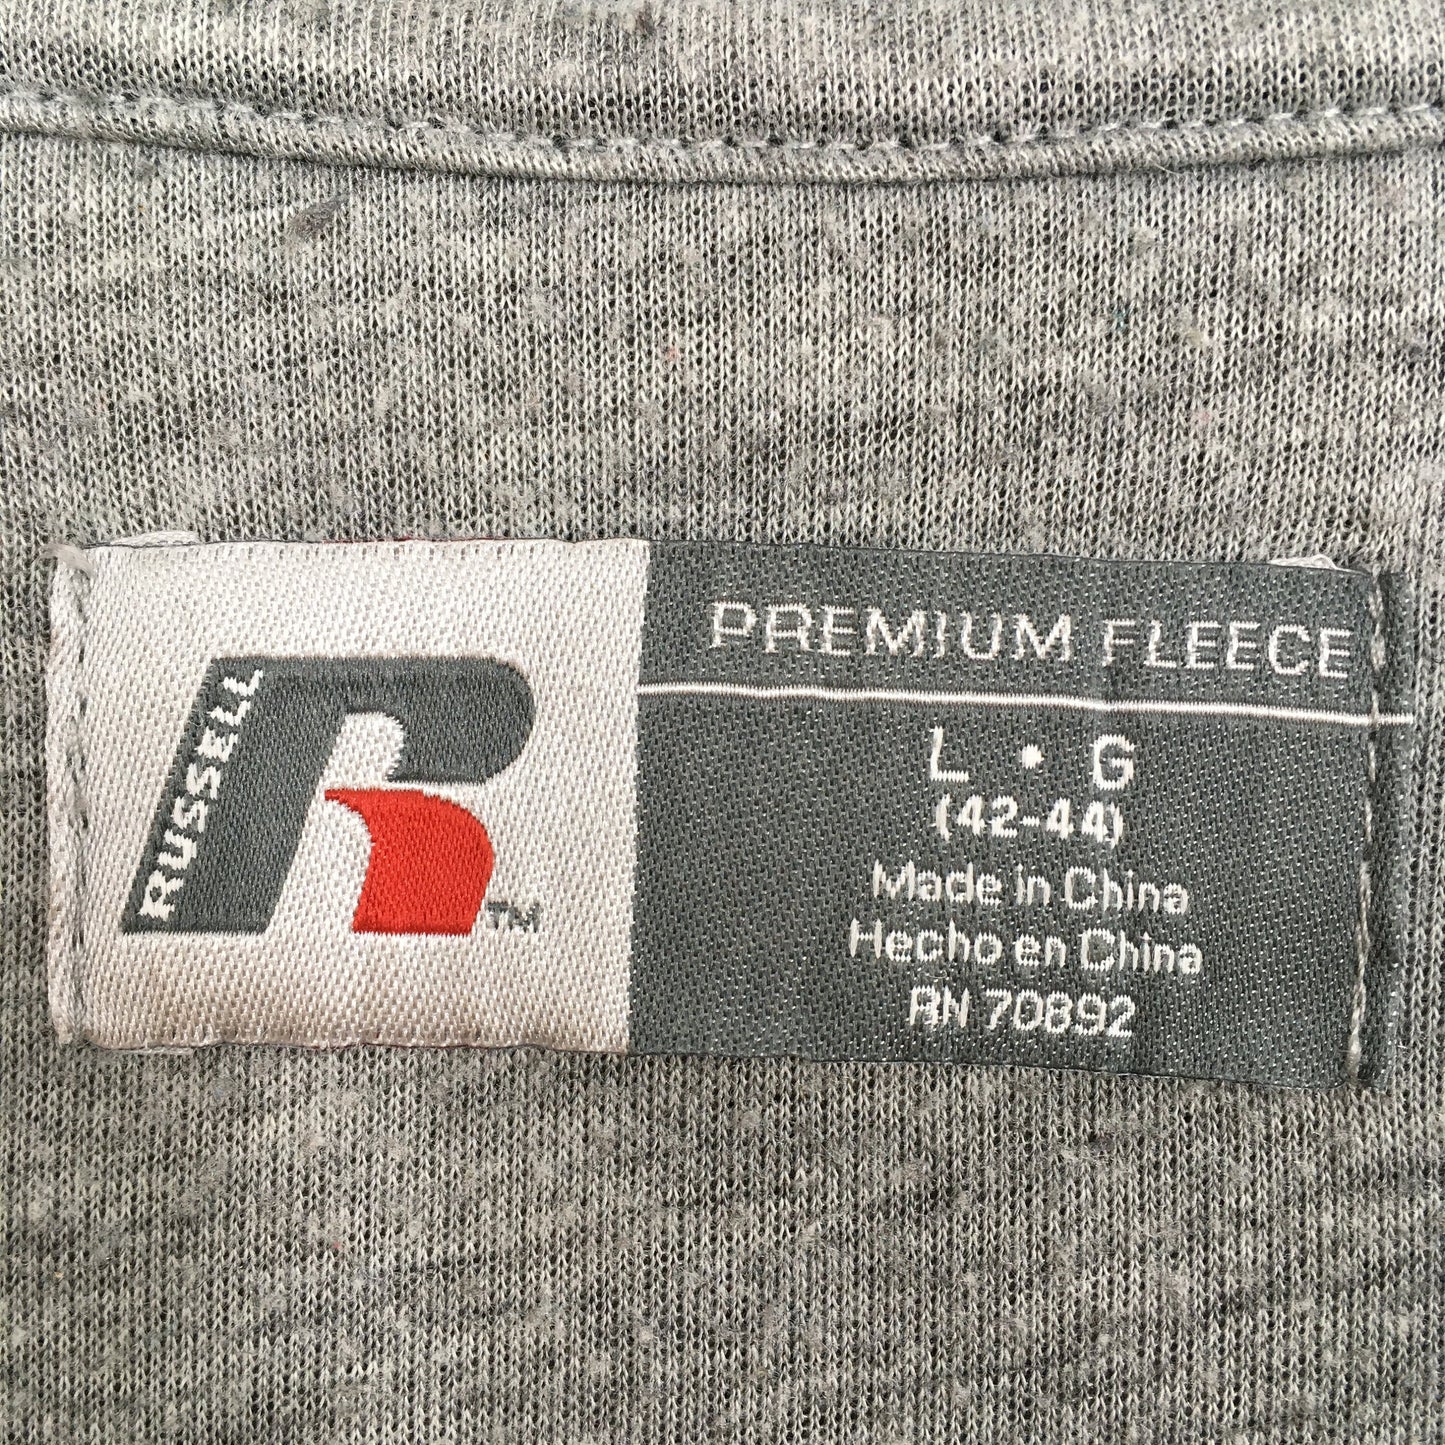 RUSSELL
R
TM
PREMIUM FLEECE
L • G
(42-44)
Made in China
Hecho en China
RN 70892